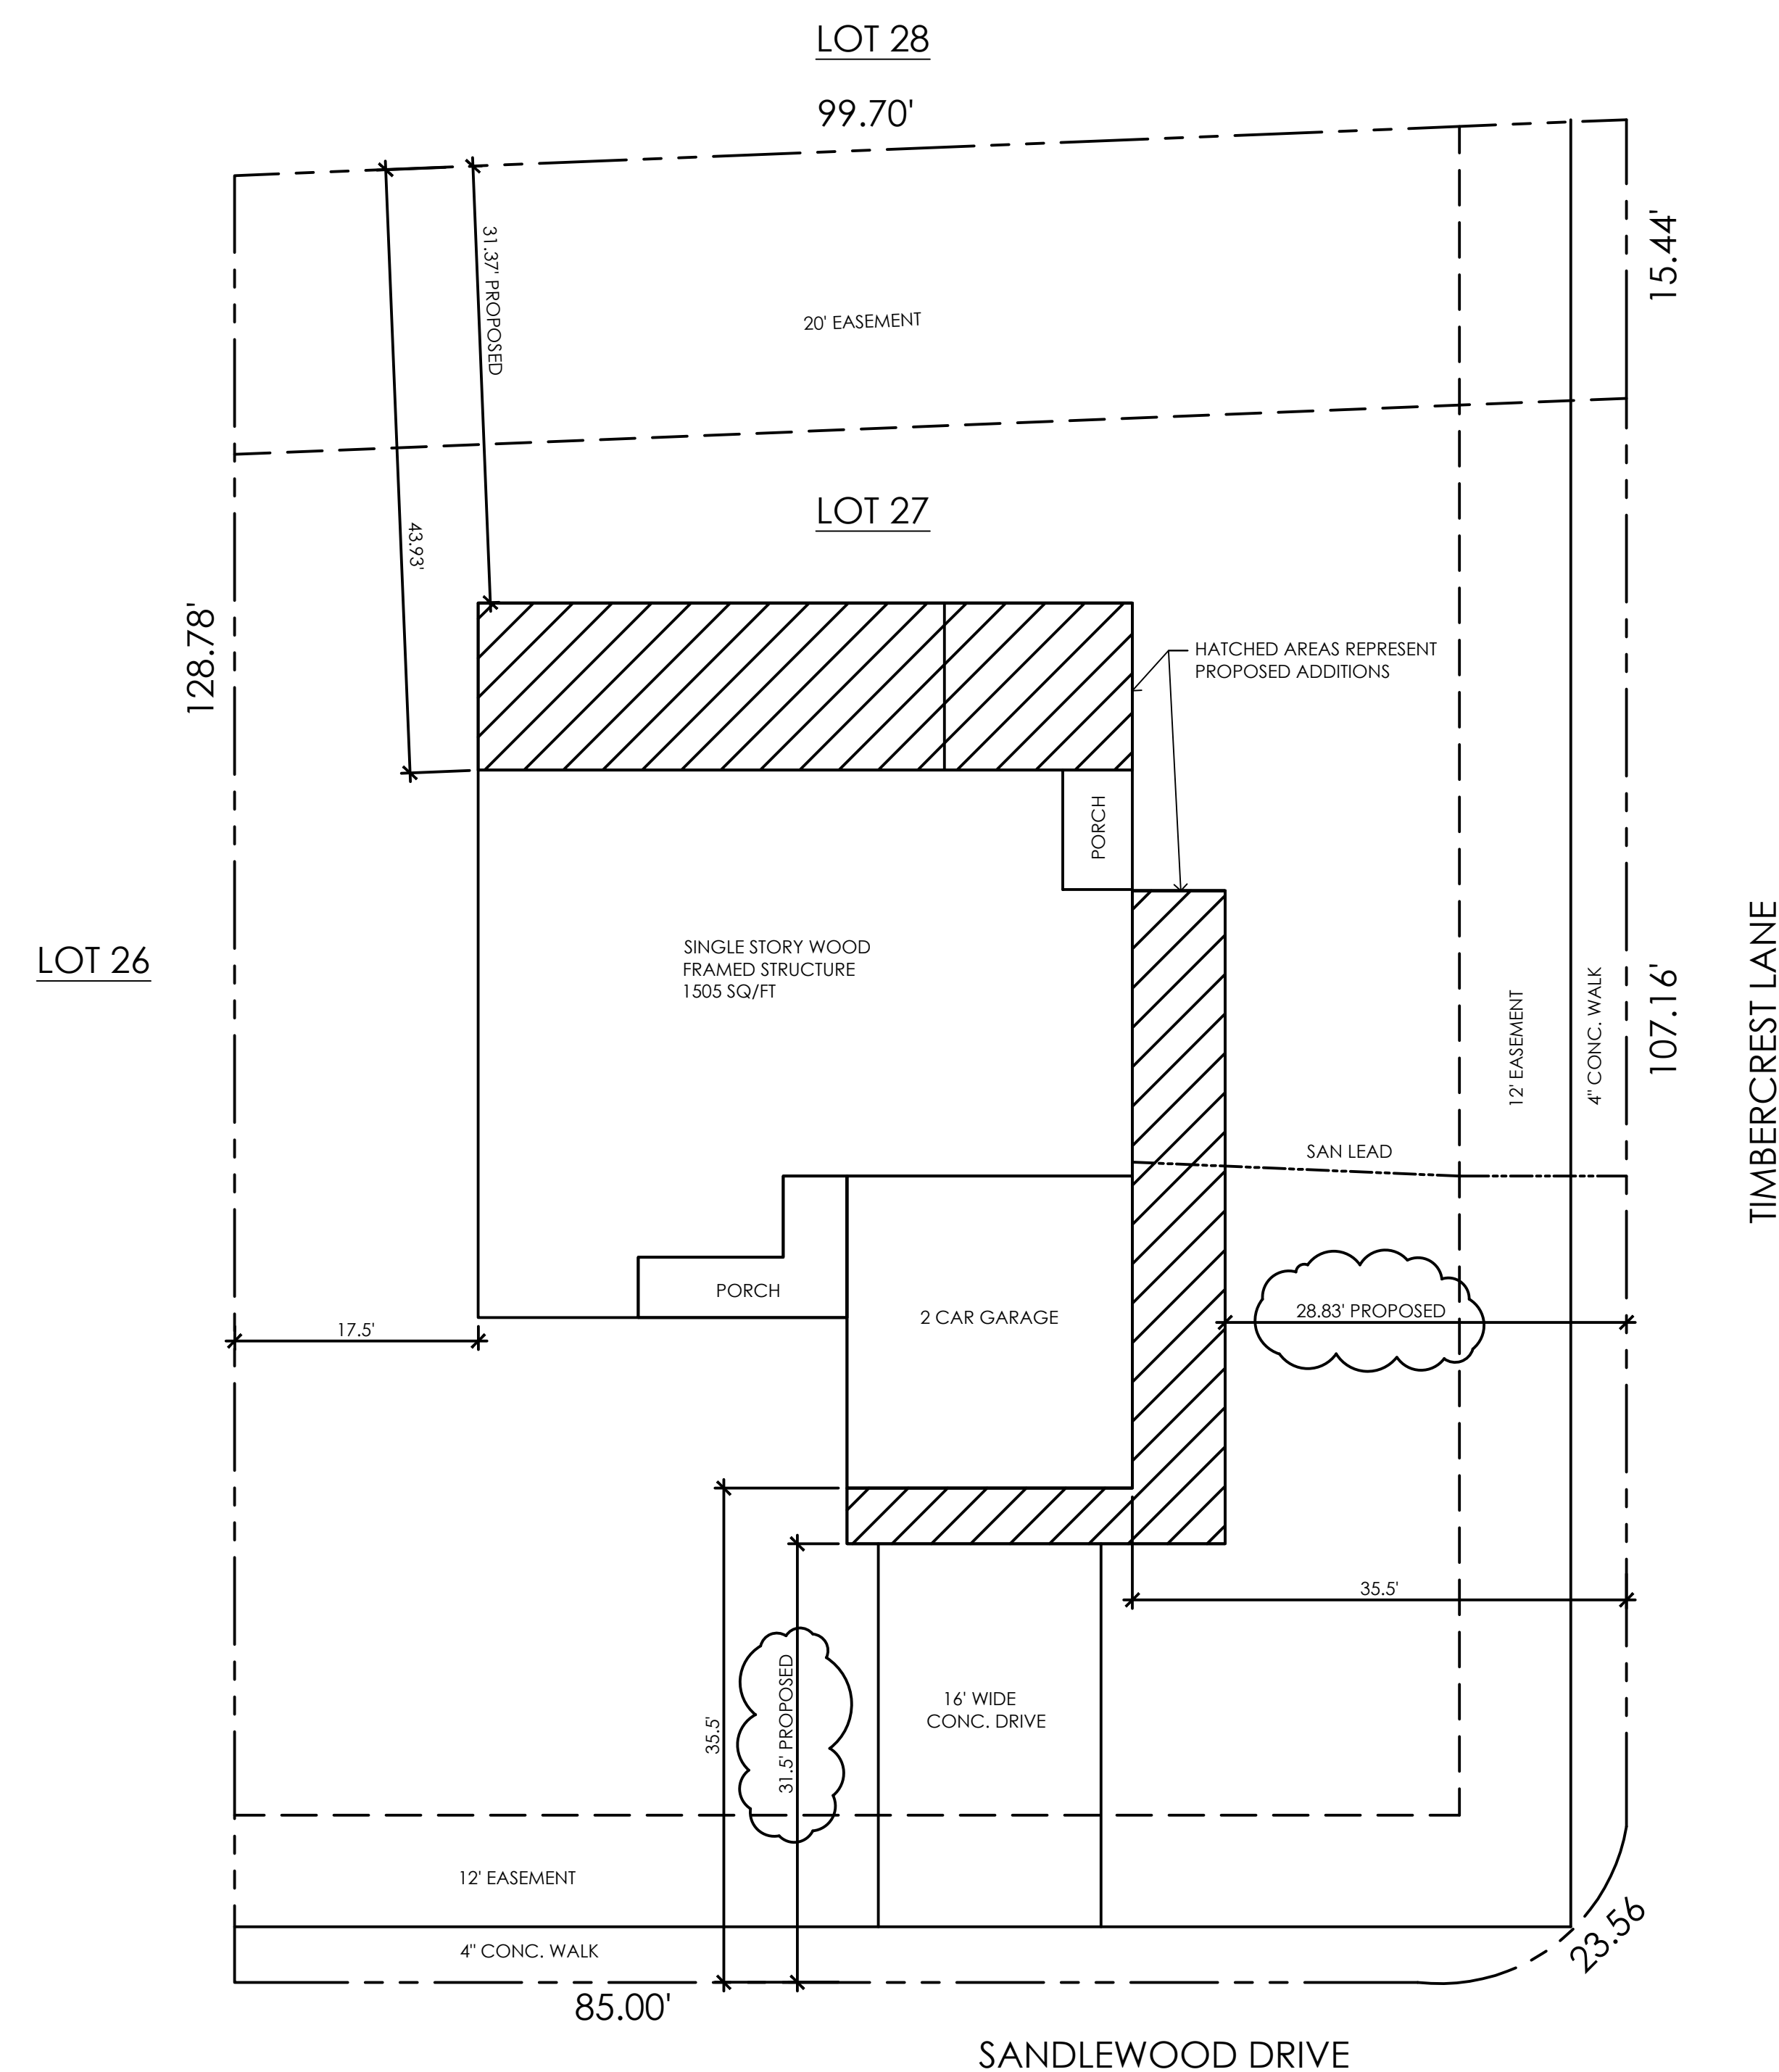 LOT 28
99.70'
15.44'
31.37' PROPOSED
20' EASEMENT
43.93'
LOT 27
128.78'
HATCHED AREAS REPRESENT
PROPOSED ADDITIONS
PORCH
LOT 26
SINGLE STORY WOOD
FRAMED STRUCTURE
1505 SQ/FT
12' EASEMENT
4" CONC. WALK
107.16'
TIMBERCREST LANE
SAN LEAD
PORCH
2 CAR GARAGE
28.83' PROPOSED
17.5'
35.5'
35.5'
31.5' PROPOSED
16' WIDE
CONC. DRIVE
12' EASEMENT
4" CONC. WALK
23.56
85.00'
SANDLEWOOD DRIVE